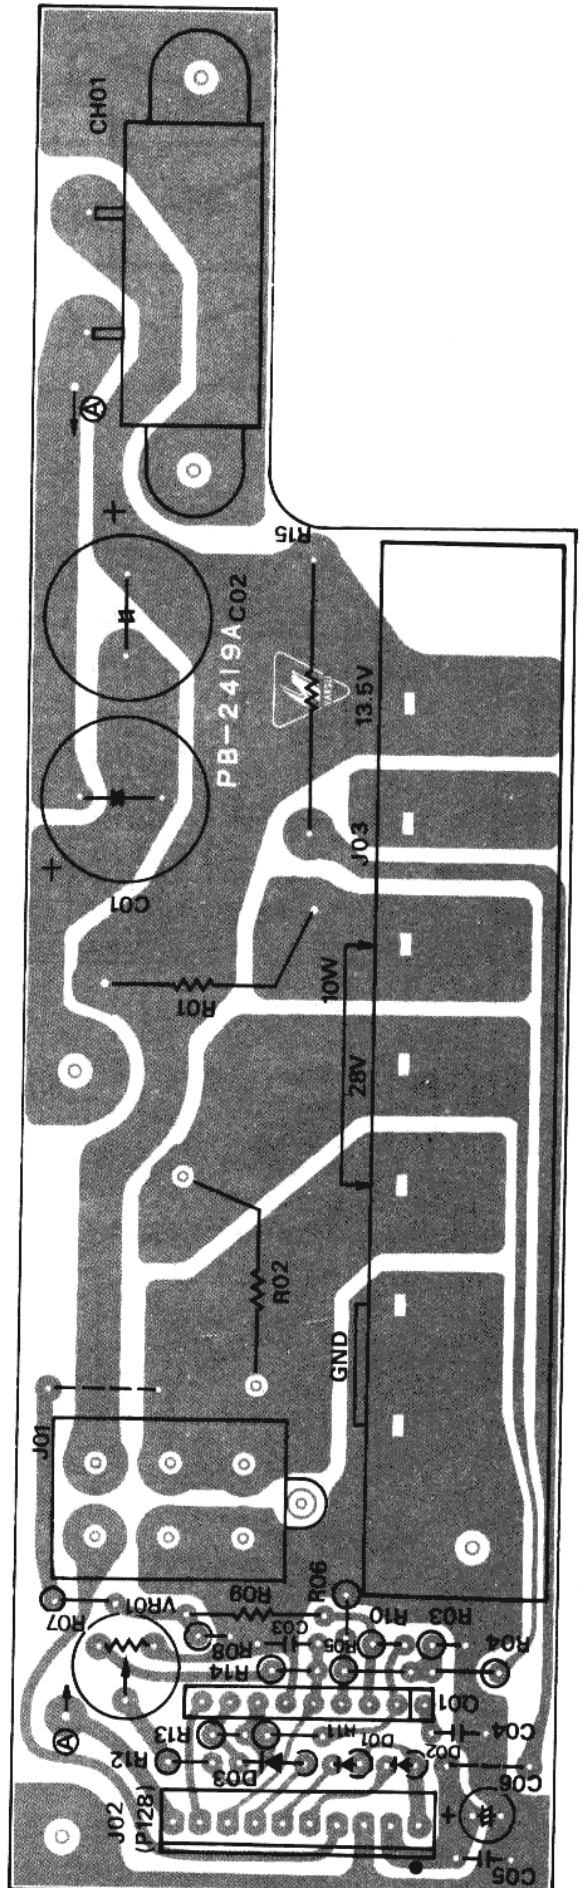 CH01
A
+
C02
R15
PB-2419A
YAESU
13.5V
+
C01
J03
R01
10W
28V
R02
GND
J01
R07
VR01
R09
R06
R08
C03
R05
R10
R03
R14
R04
A
Q01
R13
R11
D01
D02
C04
R12
D03
C06
J02
(P128)
+
C05